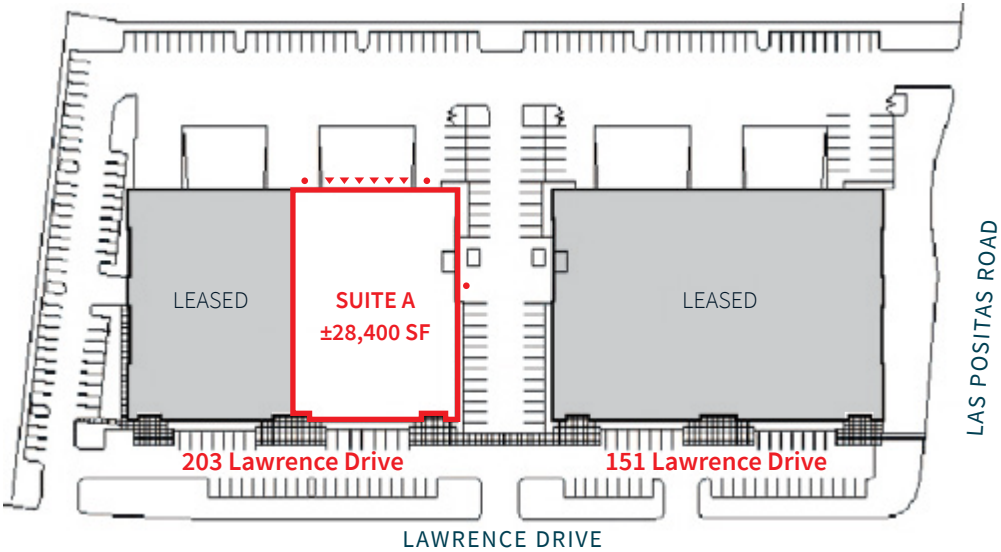 LEASED
SUITE A
±28,400 SF
LEASED
LAS POSITAS ROAD
203 Lawrence Drive
151 Lawrence Drive
LAWRENCE DRIVE